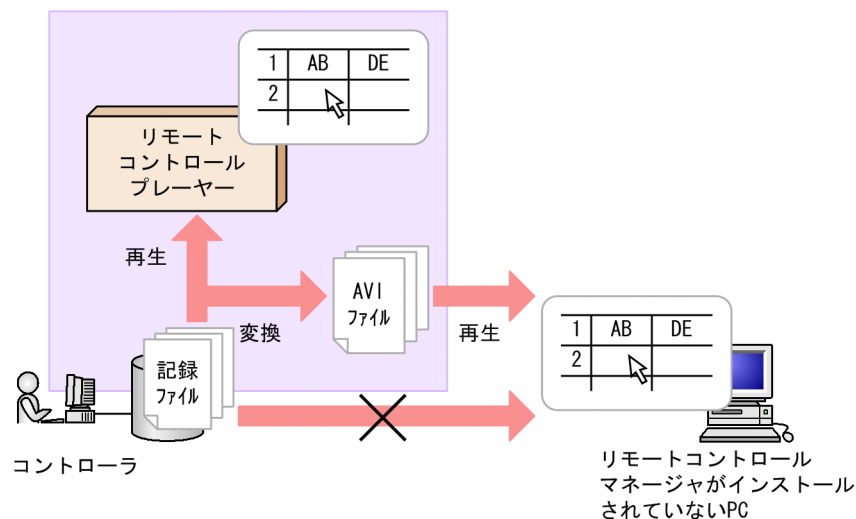 1 AB DE
2
リモート
コントロール
プレーヤー
再生
変換
AVI
ファイル
再生
記録
ファイル
1 AB DE
2
コントローラ
リモートコントロール
マネージャがインストール
されていないPC